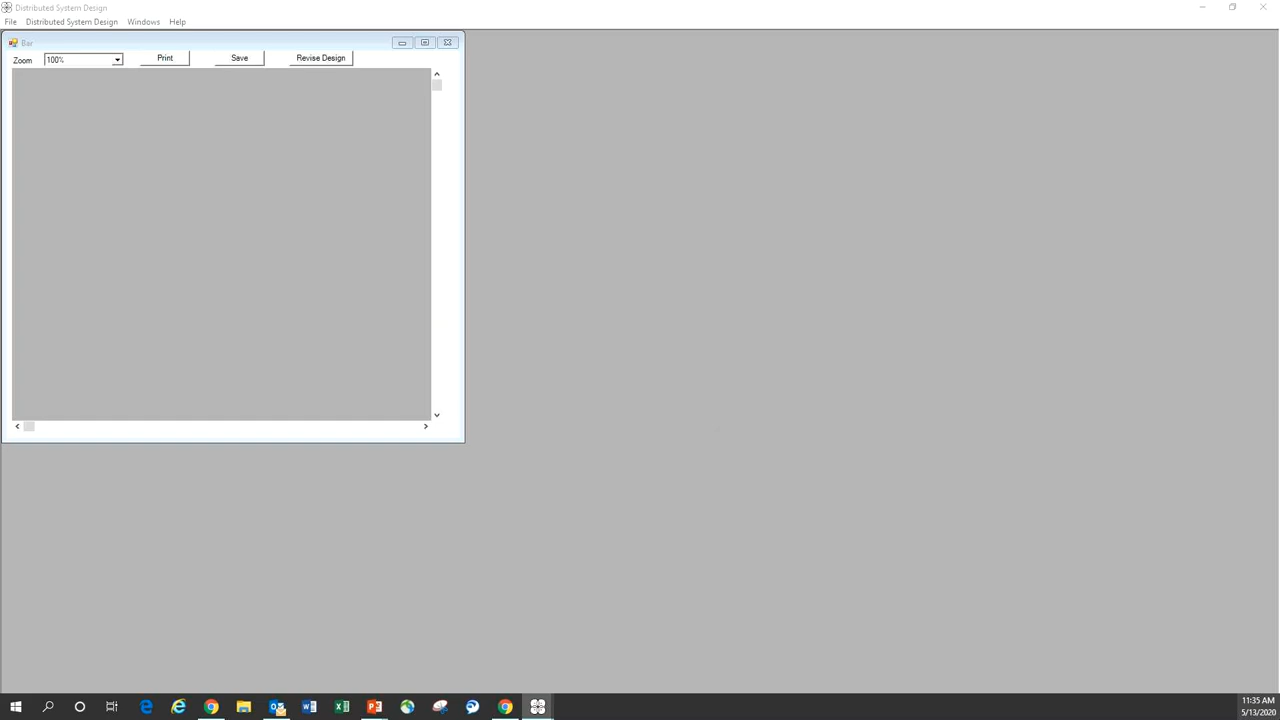 Distributed System Design
File Distributed System Design Windows Help
Bar
Zoom 100% Print Save Revise Design
11:35 AM
5/13/2020